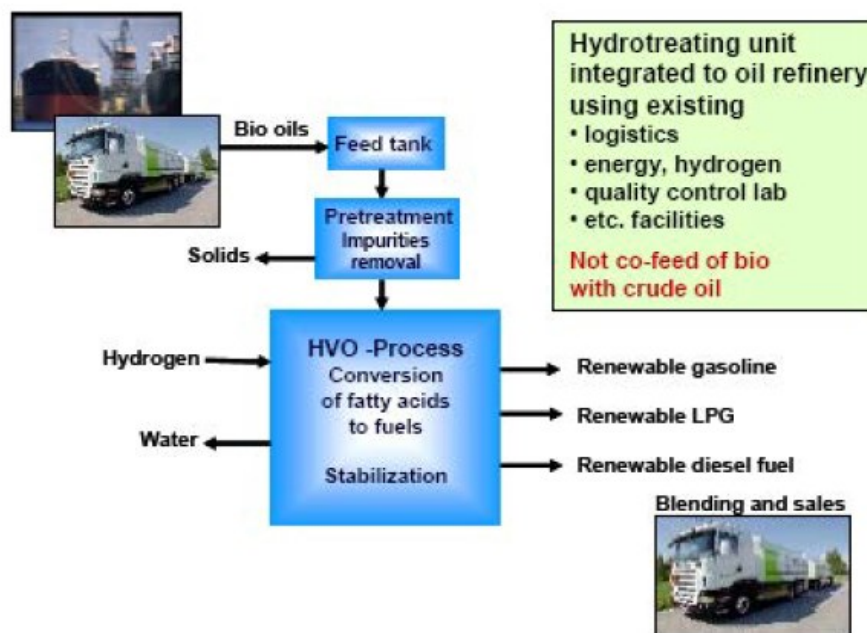 Hydrotreating unit
integrated to oil refinery
using existing
• logistics
• energy, hydrogen
• quality control lab
• etc. facilities
Not co-feed of bio
with crude oil
Bio oils
Feed tank
Pretreatment
Impurities
removal
Solids
HVO -Process
Conversion
of fatty acids
to fuels
Stabilization
Hydrogen
Water
Renewable gasoline
Renewable LPG
Renewable diesel fuel
Blending and sales